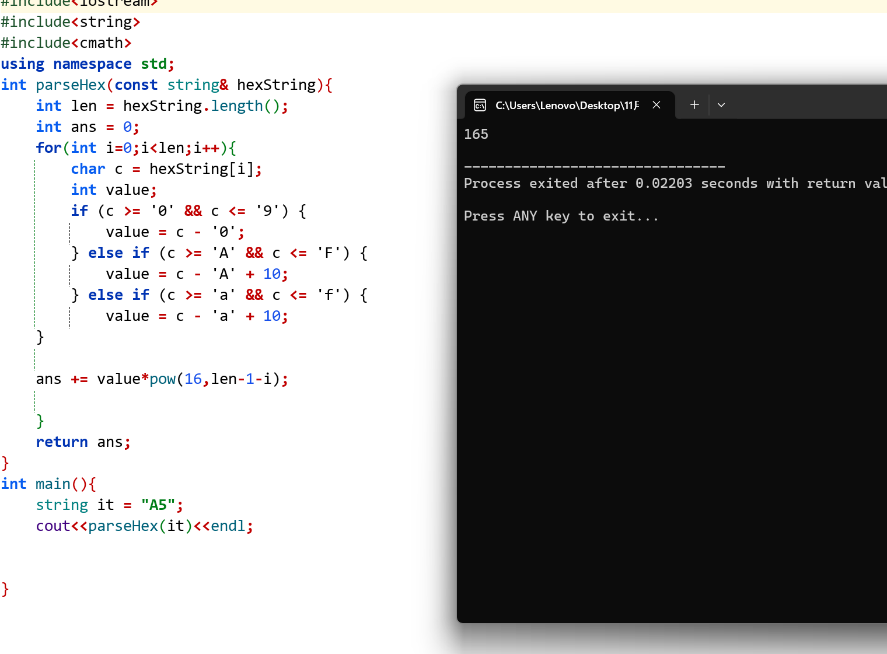 #include<iostream>
#include<string>
#include<cmath>
using namespace std;
int parseHex(const string& hexString){
    int len = hexString.length();
    int ans = 0;
    for(int i=0;i<len;i++){
        char c = hexString[i];
        int value;
        if (c >= '0' && c <= '9') {
            value = c - '0';
        } else if (c >= 'A' && c <= 'F') {
            value = c - 'A' + 10;
        } else if (c >= 'a' && c <= 'f') {
            value = c - 'a' + 10;
    }
    ans += value*pow(16,len-1-i);
    }
    return ans;
}
int main(){
    string it = "A5";
    cout<<parseHex(it)<<endl;
}
C:\Users\Lenovo\Desktop\11
165
--------------------------------
Process exited after 0.02203 seconds with return val
Press ANY key to exit...